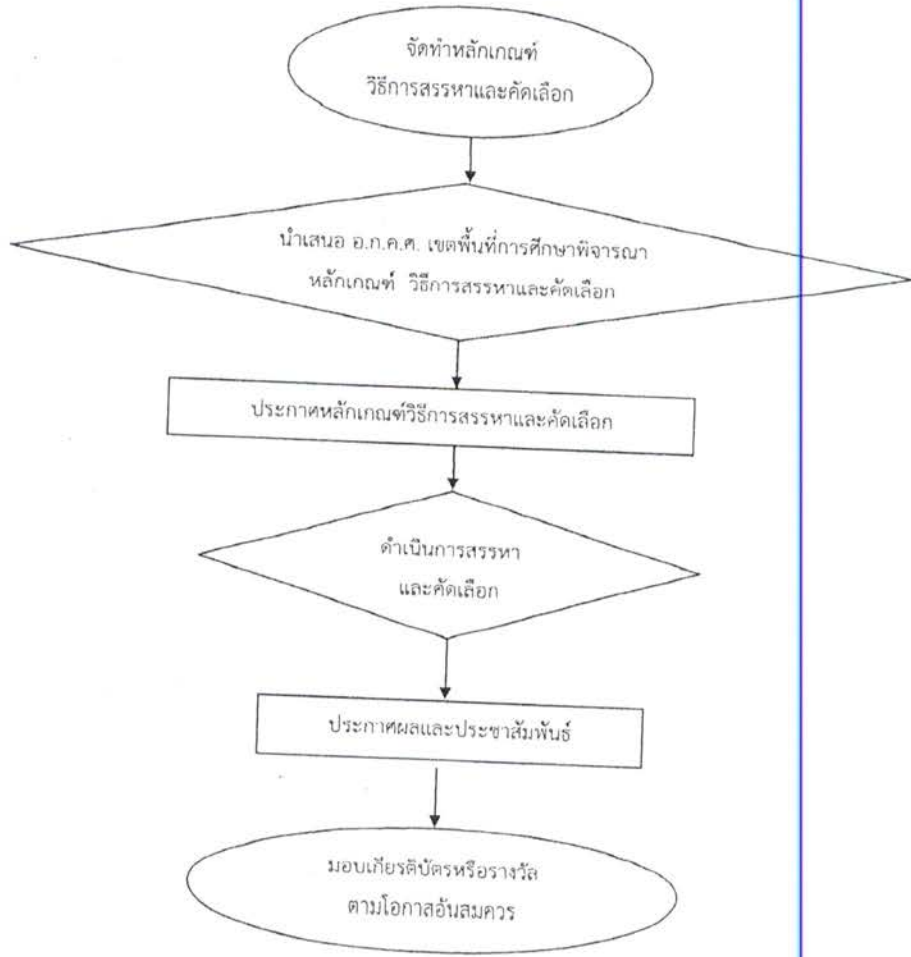 จัดทำหลักเกณฑ์
วิธีการสรรหาและคัดเลือก
นำเสนอ อ.ก.ค.ศ. เขตพื้นที่การศึกษาพิจารณา
หลักเกณฑ์ วิธีการสรรหาและคัดเลือก
ประกาศหลักเกณฑ์วิธีการสรรหาและคัดเลือก
ดำเนินการสรรหา
และคัดเลือก
ประกาศผลและประชาสัมพันธ์
มอบเกียรติบัตรหรือรางวัล
ตามโอกาสอันสมควร